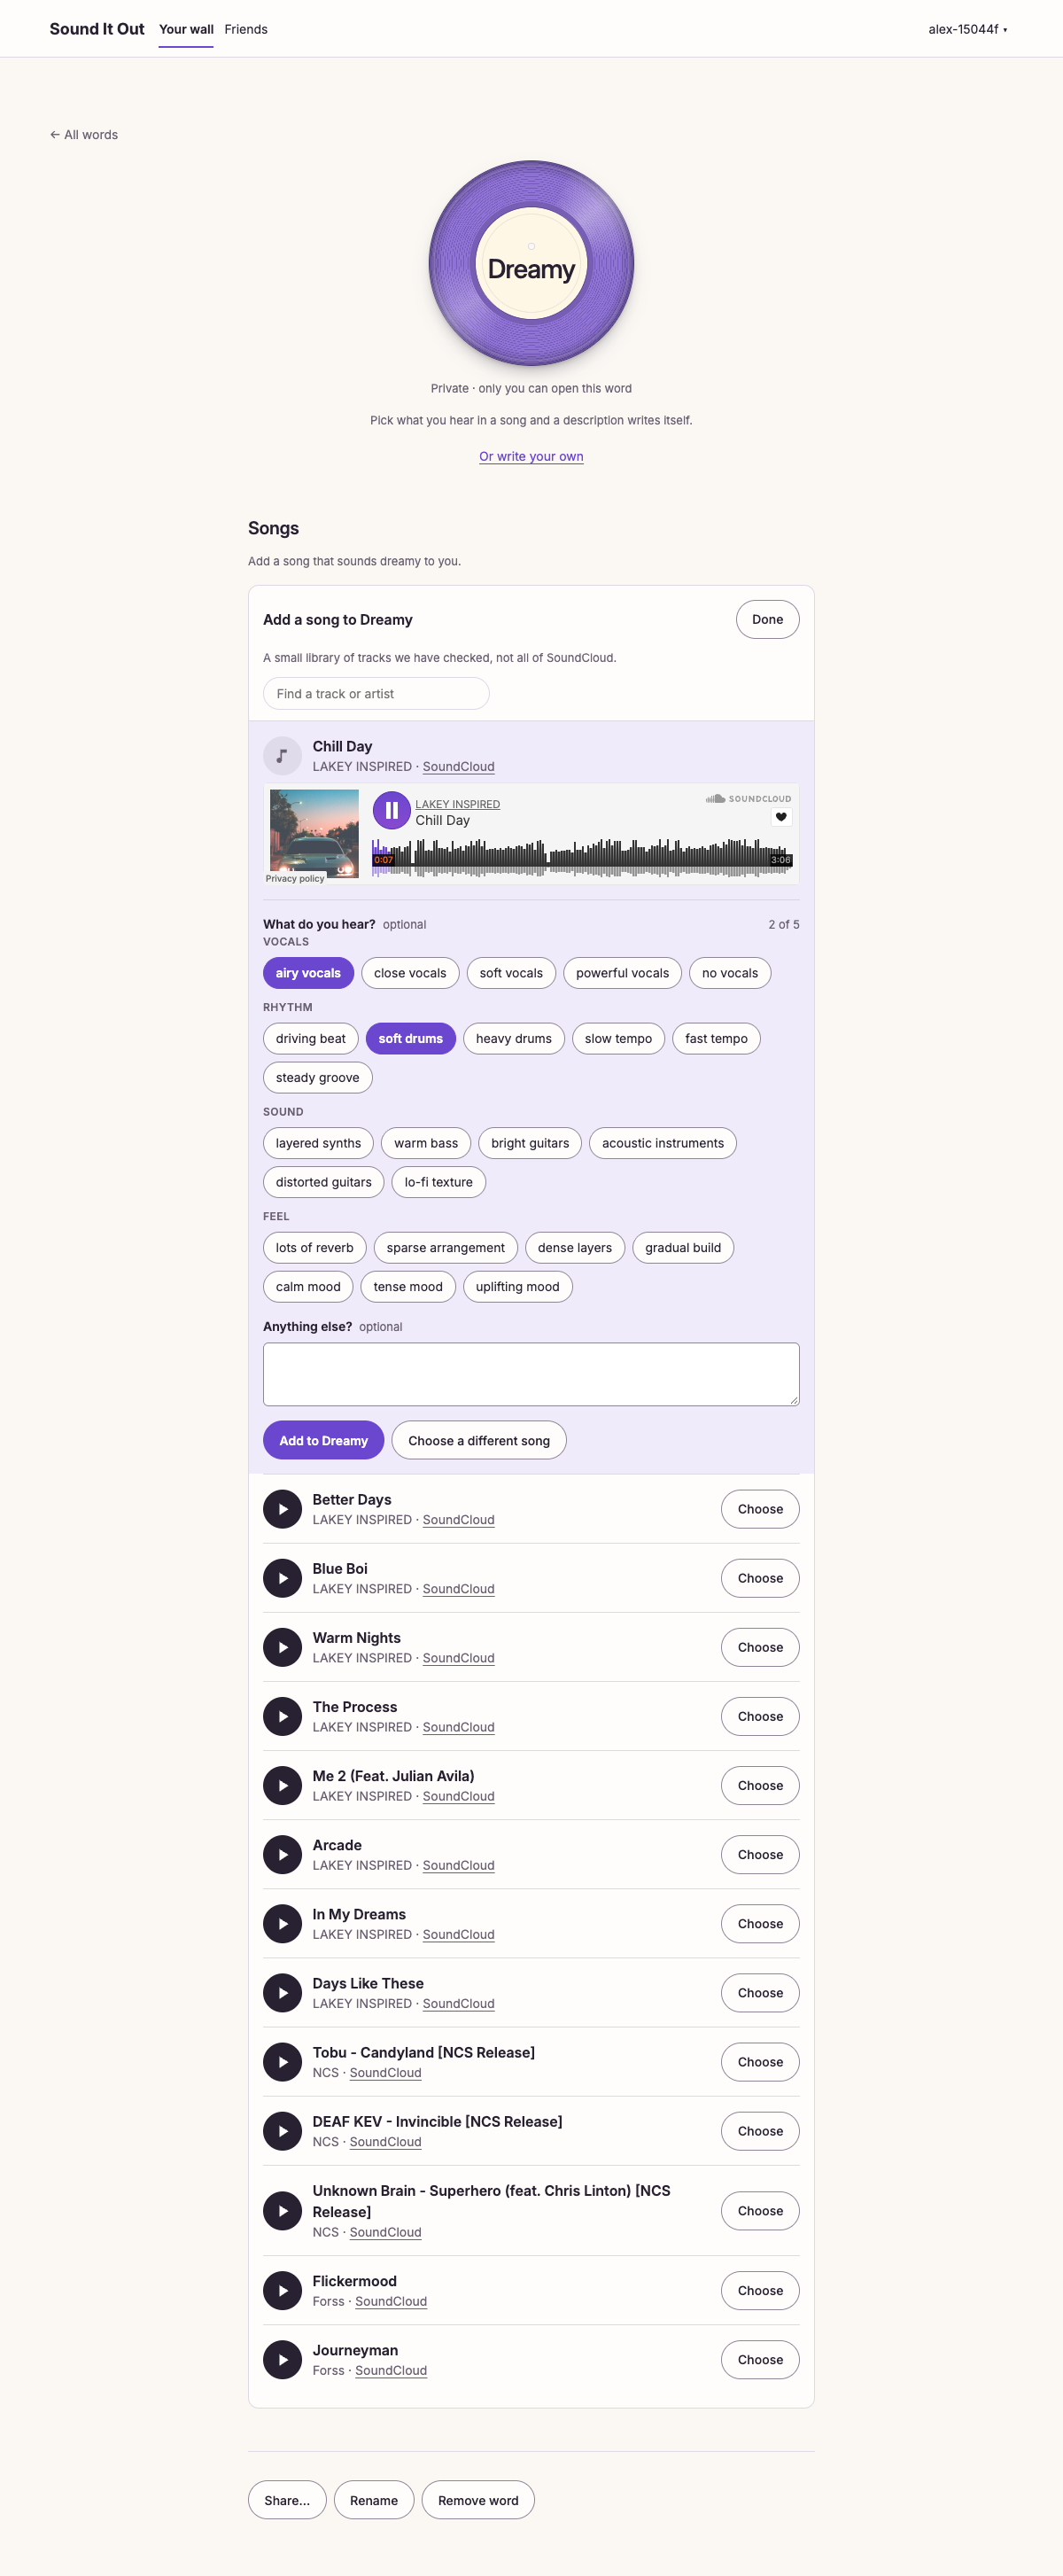 Sound It Out
Your wall
Friends
alex-15044f ▾
← All words
Dreamy
Private · only you can open this word
Pick what you hear in a song and a description writes itself.
Or write your own
Songs
Add a song that sounds dreamy to you.
Add a song to Dreamy
Done
A small library of tracks we have checked, not all of SoundCloud.
Find a track or artist
Chill Day
LAKEY INSPIRED · SoundCloud
LAKEY INSPIRED
Chill Day
SOUNDCLOUD
0:07
3:06
Privacy policy
What do you hear? optional
2 of 5
VOCALS
airy vocals
close vocals
soft vocals
powerful vocals
no vocals
RHYTHM
driving beat
soft drums
heavy drums
slow tempo
fast tempo
steady groove
SOUND
layered synths
warm bass
bright guitars
acoustic instruments
distorted guitars
lo-fi texture
FEEL
lots of reverb
sparse arrangement
dense layers
gradual build
calm mood
tense mood
uplifting mood
Anything else? optional
Add to Dreamy
Choose a different song
Better Days
LAKEY INSPIRED · SoundCloud
Choose
Blue Boi
LAKEY INSPIRED · SoundCloud
Choose
Warm Nights
LAKEY INSPIRED · SoundCloud
Choose
The Process
LAKEY INSPIRED · SoundCloud
Choose
Me 2 (Feat. Julian Avila)
LAKEY INSPIRED · SoundCloud
Choose
Arcade
LAKEY INSPIRED · SoundCloud
Choose
In My Dreams
LAKEY INSPIRED · SoundCloud
Choose
Days Like These
LAKEY INSPIRED · SoundCloud
Choose
Tobu - Candyland [NCS Release]
NCS · SoundCloud
Choose
DEAF KEV - Invincible [NCS Release]
NCS · SoundCloud
Choose
Unknown Brain - Superhero (feat. Chris Linton) [NCS
Release]
NCS · SoundCloud
Choose
Flickermood
Forss · SoundCloud
Choose
Journeyman
Forss · SoundCloud
Choose
Share...
Rename
Remove word